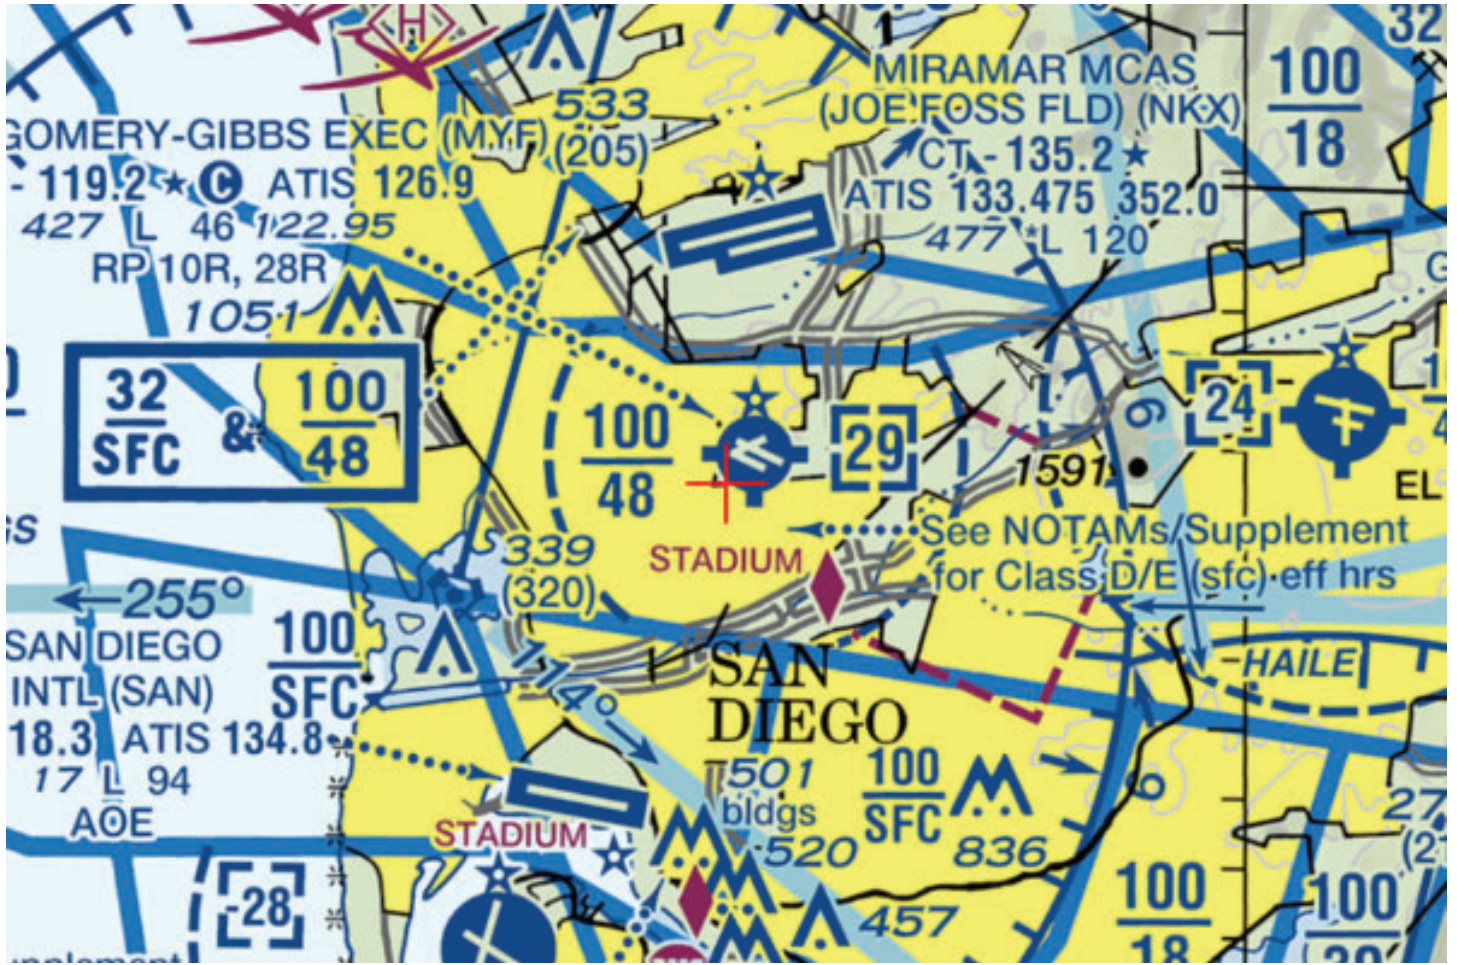 533
(205)
MIRAMAR MCAS
(JOE FOSS FLD) (NKX)
CT - 135.2 ★
ATIS 133.475 352.0
477 *L 120
32
100
18
GOMERY-GIBBS EXEC (MYF)
- 119.2 ★ C ATIS 126.9
427 L 46 122.95
RP 10R, 28R
1051
H
32
SFC
&
100
48
100
48
29
24
6
1591
EL
See NOTAMs/Supplement
for Class D/E (sfc) eff hrs
GS
339
(320)
STADIUM
255°
SAN DIEGO
INTL (SAN)
18.3 ATIS 134.8
17 L 94
AOE
100
SFC
114°
SAN
DIEGO
HAILE
501
bldgs
520
100
SFC
836
9
STADIUM
457
-28
100
18
100
27